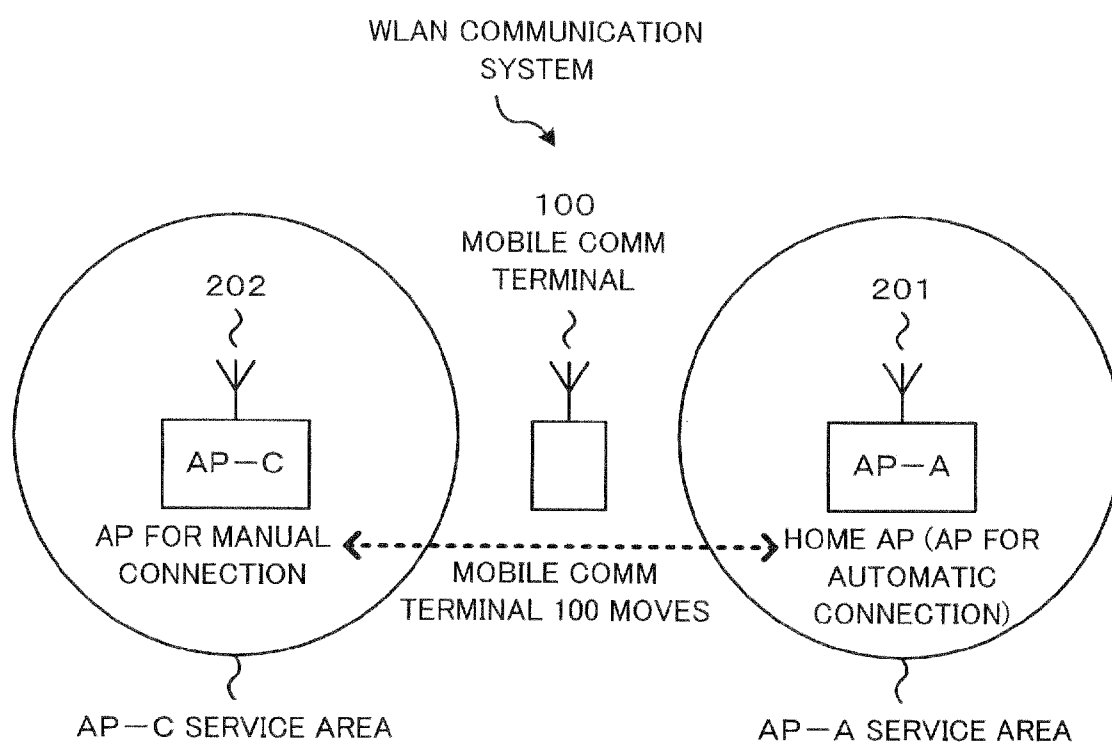 WLAN COMMUNICATION
SYSTEM
100
MOBILE COMM
TERMINAL
202
201
AP-C
AP-A
AP FOR MANUAL
CONNECTION
HOME AP (AP FOR
AUTOMATIC
CONNECTION)
MOBILE COMM
TERMINAL 100 MOVES
AP-C SERVICE AREA
AP-A SERVICE AREA